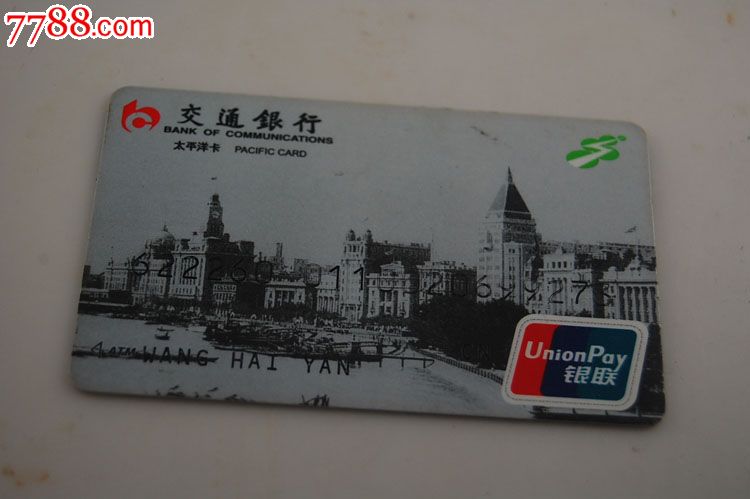 7788.com
交通銀行
BANK OF COMMUNICATIONS
太平洋卡 PACIFIC CARD
ATM WANG HAI YAN
UnionPay
银联